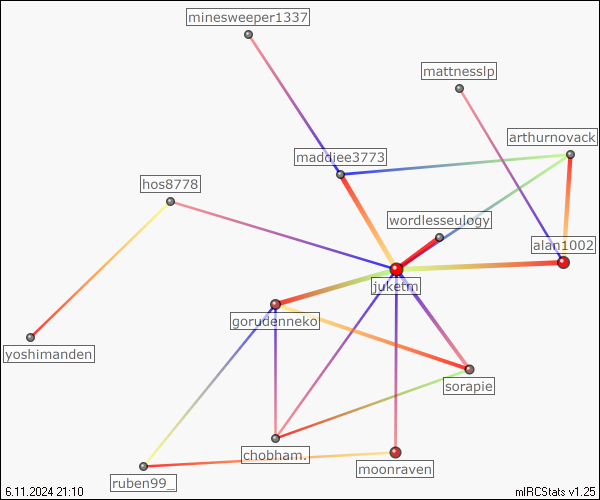 minesweeper1337
mattnesslp
arthurnovack
maddjee3773
hos8778
wordlesseulogy
alan1002
juketm
gorudenneko
yoshimanden
sorapie
chobham.
moonraven
ruben99_
6.11.2024 21:10
mIRCStats v1.25